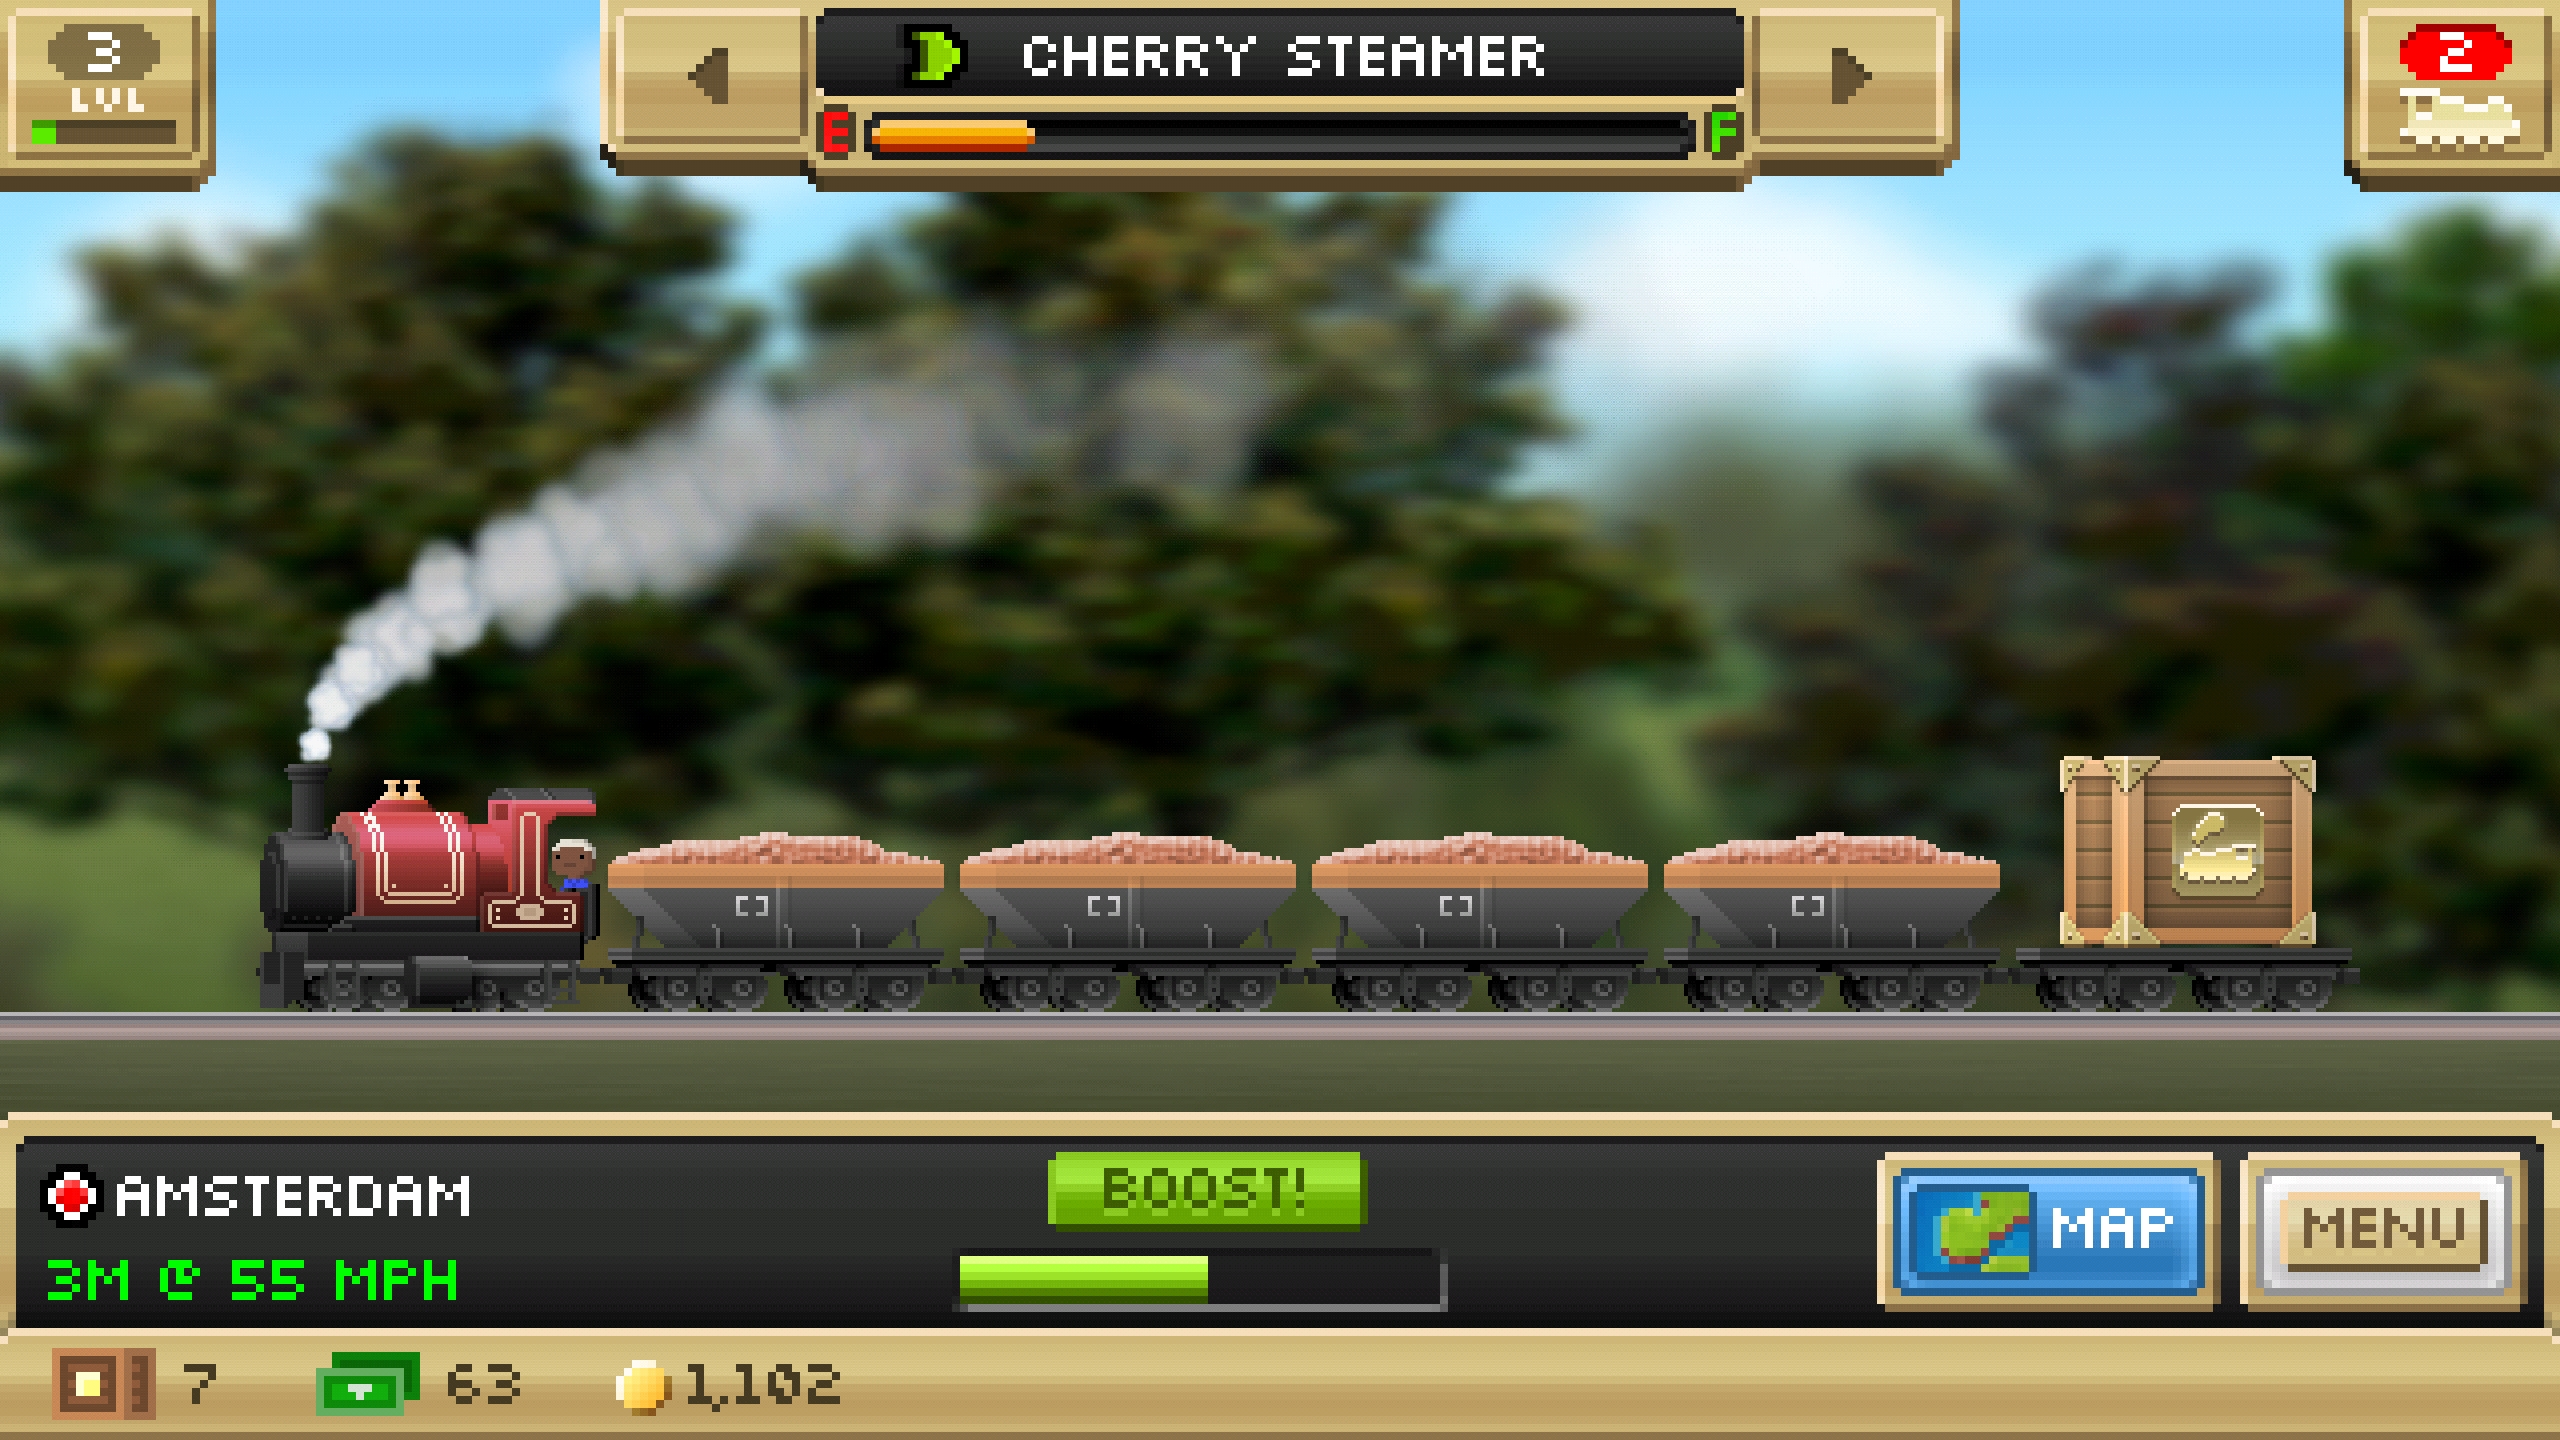 3
LVL
CHERRY STEAMER
E F
2
AMSTERDAM
3M @ 55 MPH
BOOST!
MAP
MENU
7 63 1,102